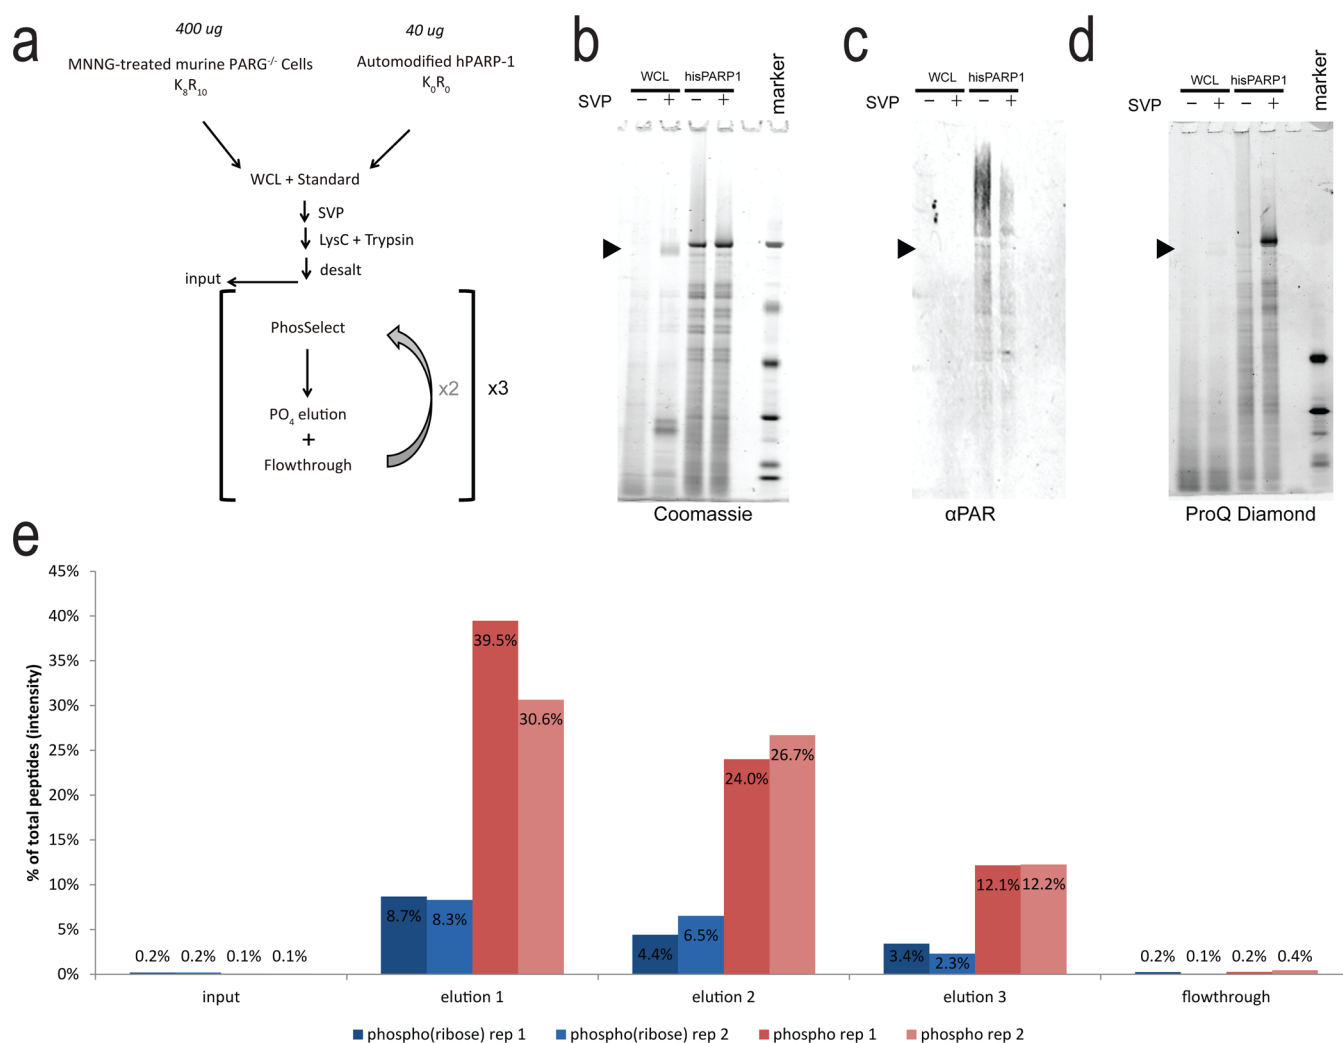 a
400 ug
40 ug
MNNG-treated murine PARG-/- Cells
K8R10
Automodified hPARP-1
K0R0
WCL + Standard
SVP
LysC + Trypsin
desalt
input
PhosSelect
PO4 elution
+
Flowthrough
x2
x3
b
WCL hisPARP1
SVP − + − +
marker
Coomassie
c
WCL hisPARP1
SVP − + − +
αPAR
d
WCL hisPARP1
SVP − + − +
marker
ProQ Diamond
e
% of total peptides (intensity)
45%
40%
35%
30%
25%
20%
15%
10%
5%
0%
0.2% 0.2% 0.1% 0.1%
8.7% 8.3% 39.5% 30.6%
4.4% 6.5% 24.0% 26.7%
3.4% 2.3% 12.1% 12.2%
0.2% 0.1% 0.2% 0.4%
input elution 1 elution 2 elution 3 flowthrough
phospho(ribose) rep 1 phospho(ribose) rep 2 phospho rep 1 phospho rep 2